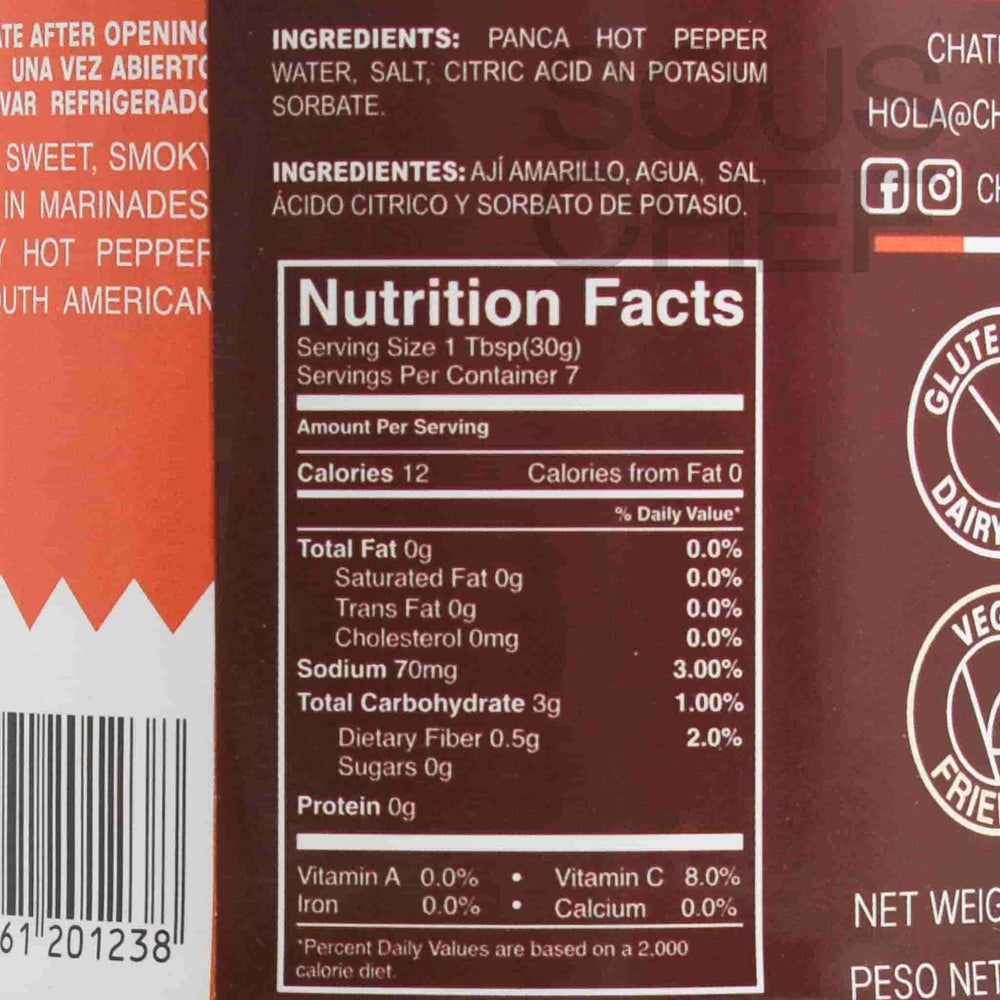 ATE AFTER OPENING
UNA VEZ ABIERTO
VAR REFRIGERADO
SWEET, SMOKY
IN MARINADES
Y HOT PEPPER
OUTH AMERICAN
61 201238
INGREDIENTS: PANCA HOT PEPPER
WATER, SALT, CITRIC ACID AN POTASIUM
SORBATE.
INGREDIENTES: AJÍ AMARILLO, AGUA, SAL,
ÁCIDO CITRICO Y SORBATO DE POTASIO.
SOUS
CHEF
Nutrition Facts
Serving Size 1 Tbsp(30g)
Servings Per Container 7
Amount Per Serving
Calories 12 Calories from Fat 0
% Daily Value*
Total Fat 0g 0.0%
Saturated Fat 0g 0.0%
Trans Fat 0g 0.0%
Cholesterol 0mg 0.0%
Sodium 70mg 3.00%
Total Carbohydrate 3g 1.00%
Dietary Fiber 0.5g 2.0%
Sugars 0g
Protein 0g
Vitamin A 0.0% • Vitamin C 8.0%
Iron 0.0% • Calcium 0.0%
*Percent Daily Values are based on a 2.000
calorie diet.
CHATI
HOLA@CH
CH
GLUTE
DAIRY
VEG
FRIE
NET WEIG
PESO NET